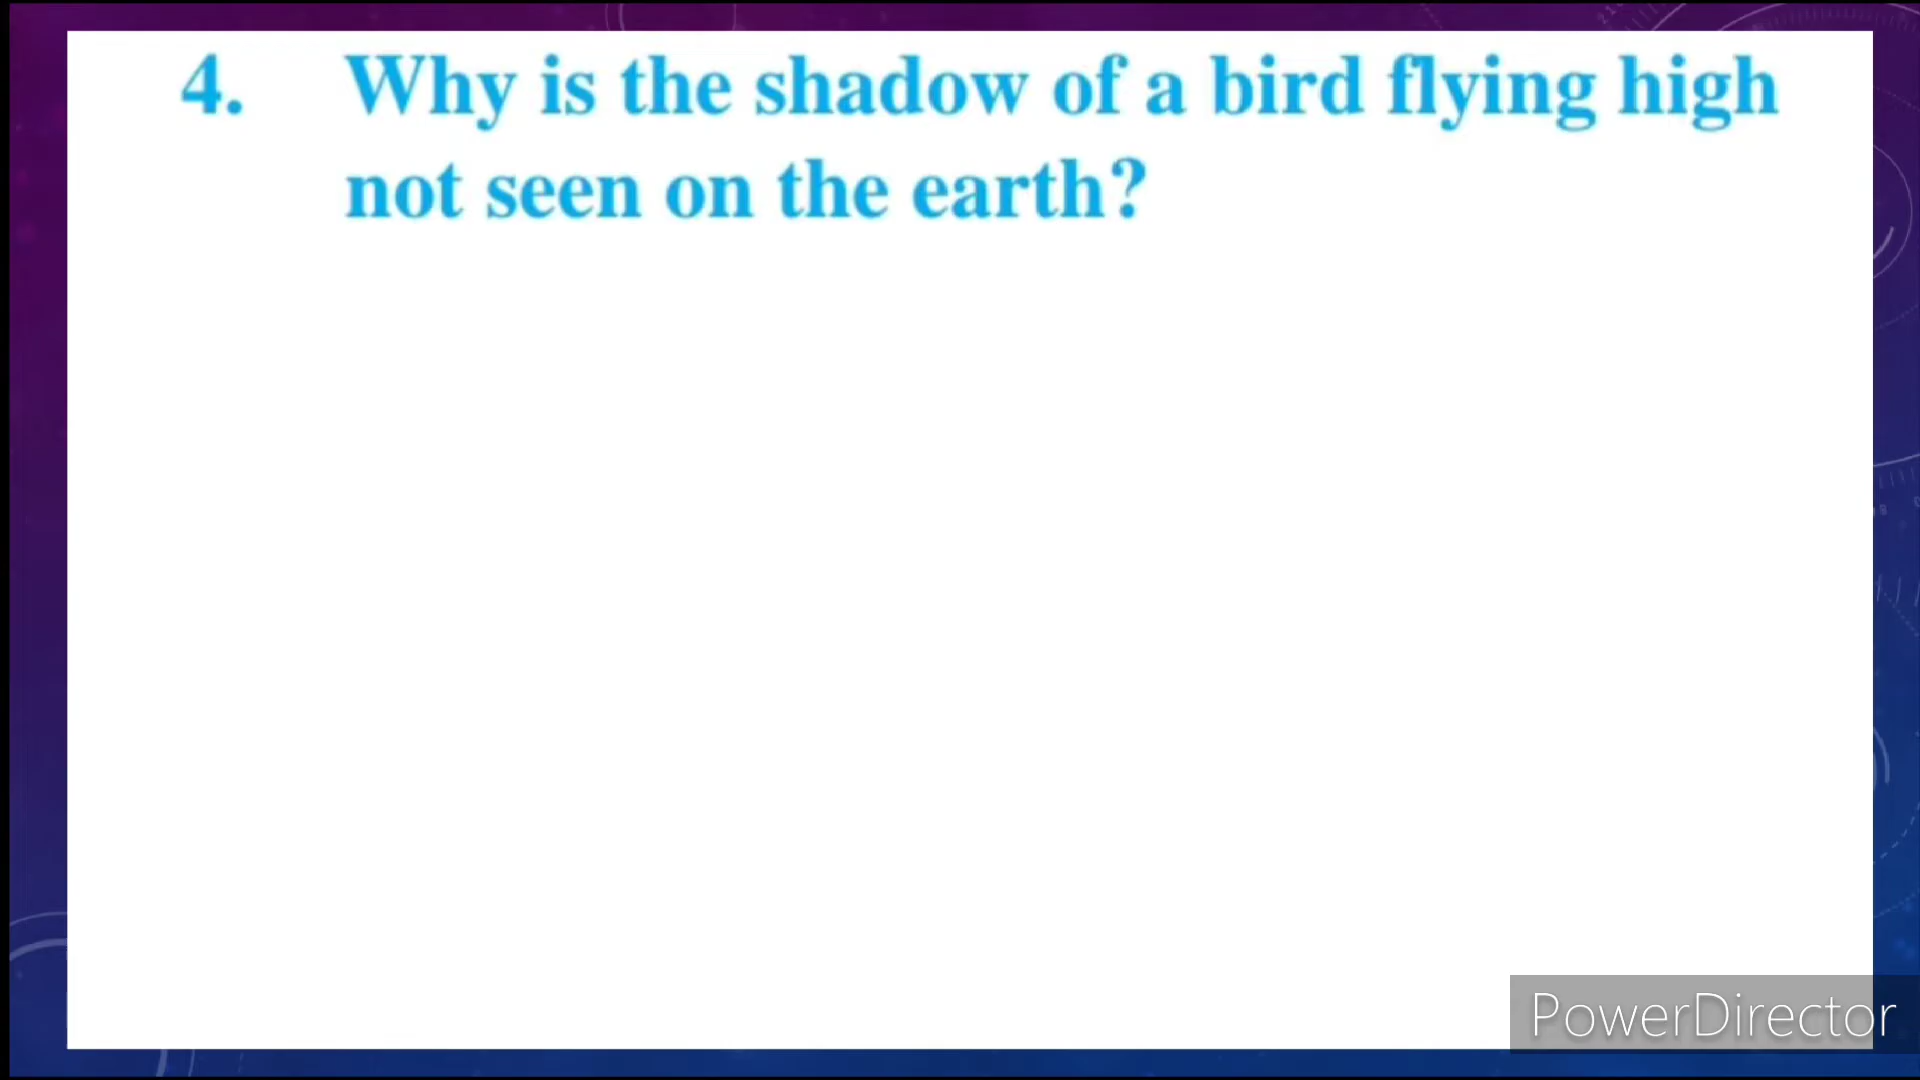 4. Why is the shadow of a bird flying high
not seen on the earth?
PowerDirector